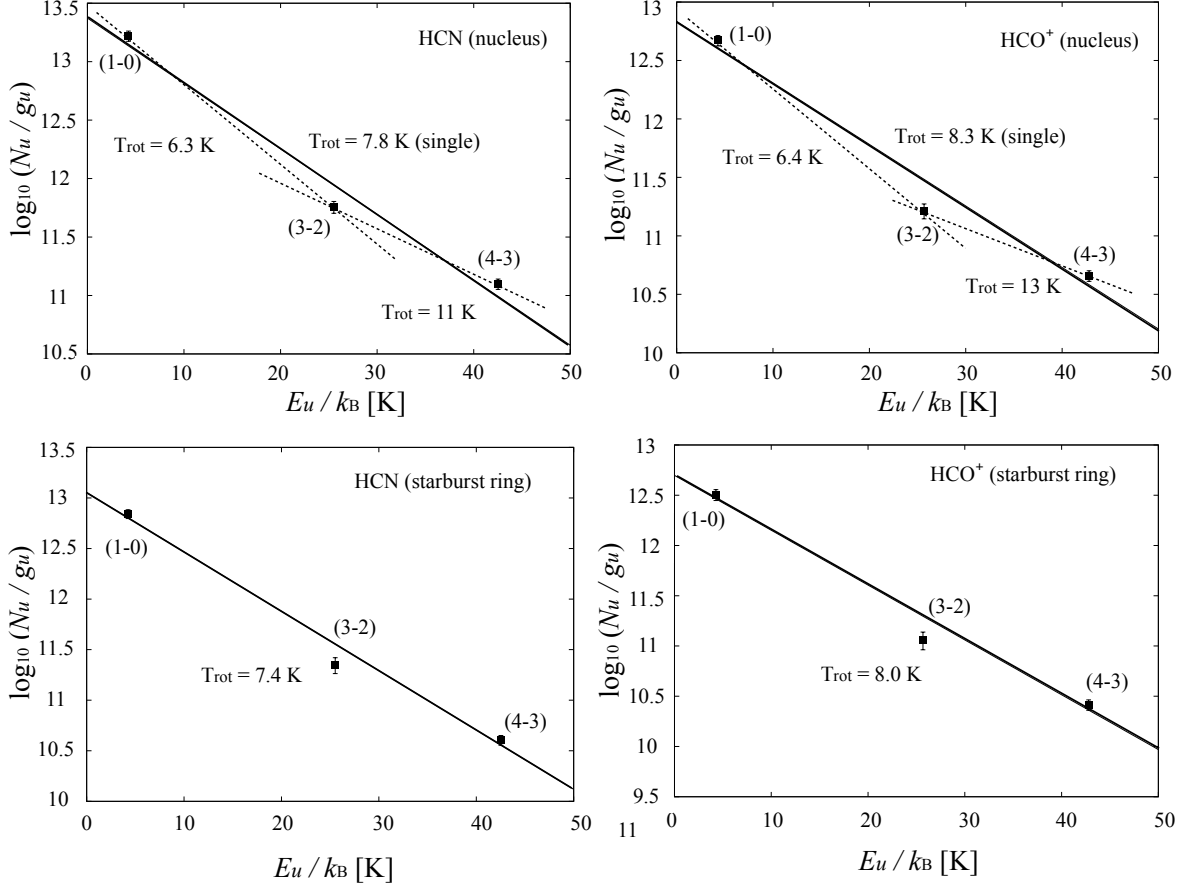 13.5
13
12.5
12
11.5
11
10.5
0 10 20 30 40 50
log10 (Nu / gu)
Eu / kB [K]
HCN (nucleus)
(1-0)
Trot = 6.3 K
Trot = 7.8 K (single)
(3-2)
(4-3)
Trot = 11 K
13
12.5
12
11.5
11
10.5
10
0 10 20 30 40 50
log10 (Nu / gu)
Eu / kB [K]
HCO+ (nucleus)
(1-0)
Trot = 8.3 K (single)
Trot = 6.4 K
(3-2)
(4-3)
Trot = 13 K
13.5
13
12.5
12
11.5
11
10.5
10
0 10 20 30 40 50
log10 (Nu / gu)
Eu / kB [K]
HCN (starburst ring)
(1-0)
(3-2)
Trot = 7.4 K
(4-3)
13
12.5
12
11.5
11
10.5
10
9.5
0 10 20 30 40 50
log10 (Nu / gu)
Eu / kB [K]
HCO+ (starburst ring)
(1-0)
(3-2)
Trot = 8.0 K
(4-3)
11